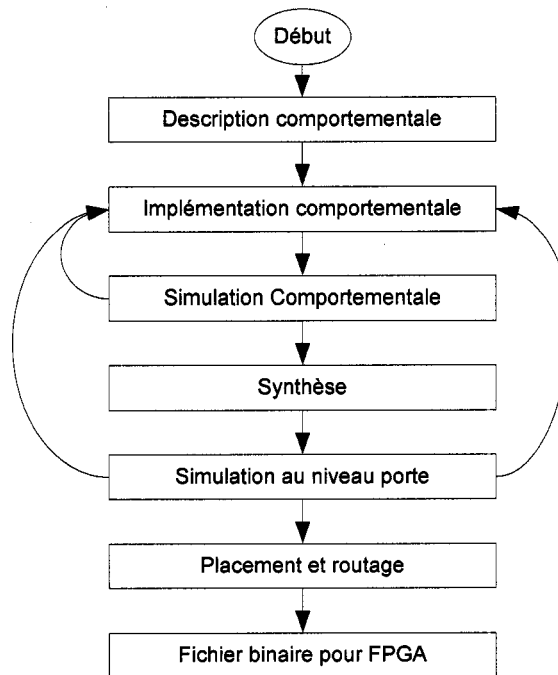 Début
Description comportementale
Implémentation comportementale
Simulation Comportementale
Synthèse
Simulation au niveau porte
Placement et routage
Fichier binaire pour FPGA